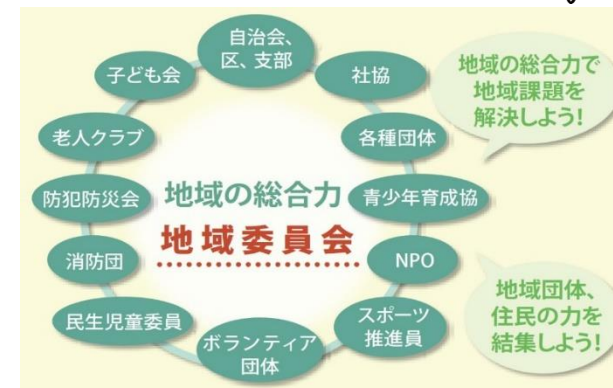 自治会、
区、支部
子ども会
社協
地域の総合力で
地域課題を
解決しよう!
老人クラブ
各種団体
防犯防災会
地域の総合力
青少年育成協
地域委員会
消防団
NPO
地域団体、
住民の力を
結集しよう!
民生児童委員
スポーツ
推進員
ボランティア
団体